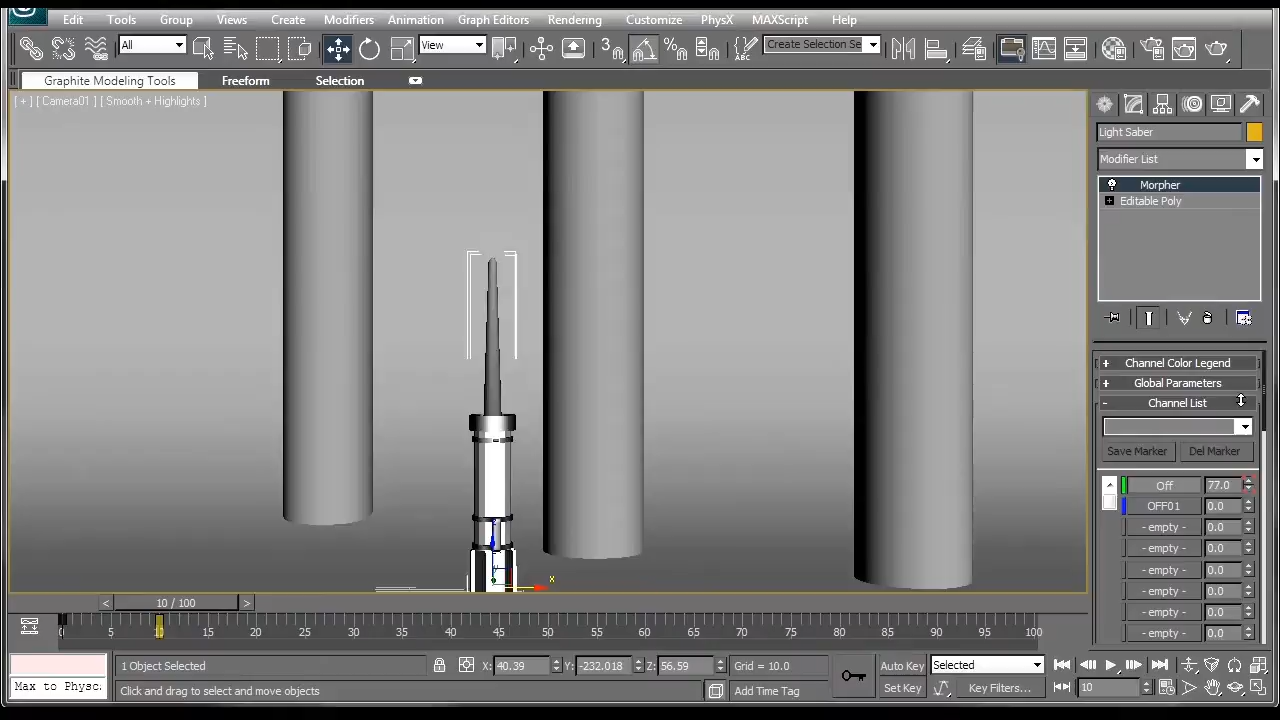 Edit Tools Group Views Create Modifiers Animation Graph Editors Rendering Customize PhysX MAXScript Help
All View 3 ABC Create Selection Se
Graphite Modeling Tools Freeform Selection
[ + ] [ Camera01 ] [ Smooth + Highlights ]
Light Saber
Modifier List
Morpher
Editable Poly
+ Channel Color Legend
+ Global Parameters
- Channel List
Save Marker Del Marker
Off 77.0
OFF01 0.0
- empty - 0.0
- empty - 0.0
- empty - 0.0
- empty - 0.0
- empty - 0.0
- empty - 0.0
x
< 10 / 100 >
0 5 10 15 20 25 30 35 40 45 50 55 60 65 70 75 80 85 90 95 100
1 Object Selected X: 40.39 Y: -232.018 Z: 56.59 Grid = 10.0 Auto Key Selected
Max to Physc
Click and drag to select and move objects Add Time Tag Set Key Key Filters... 10